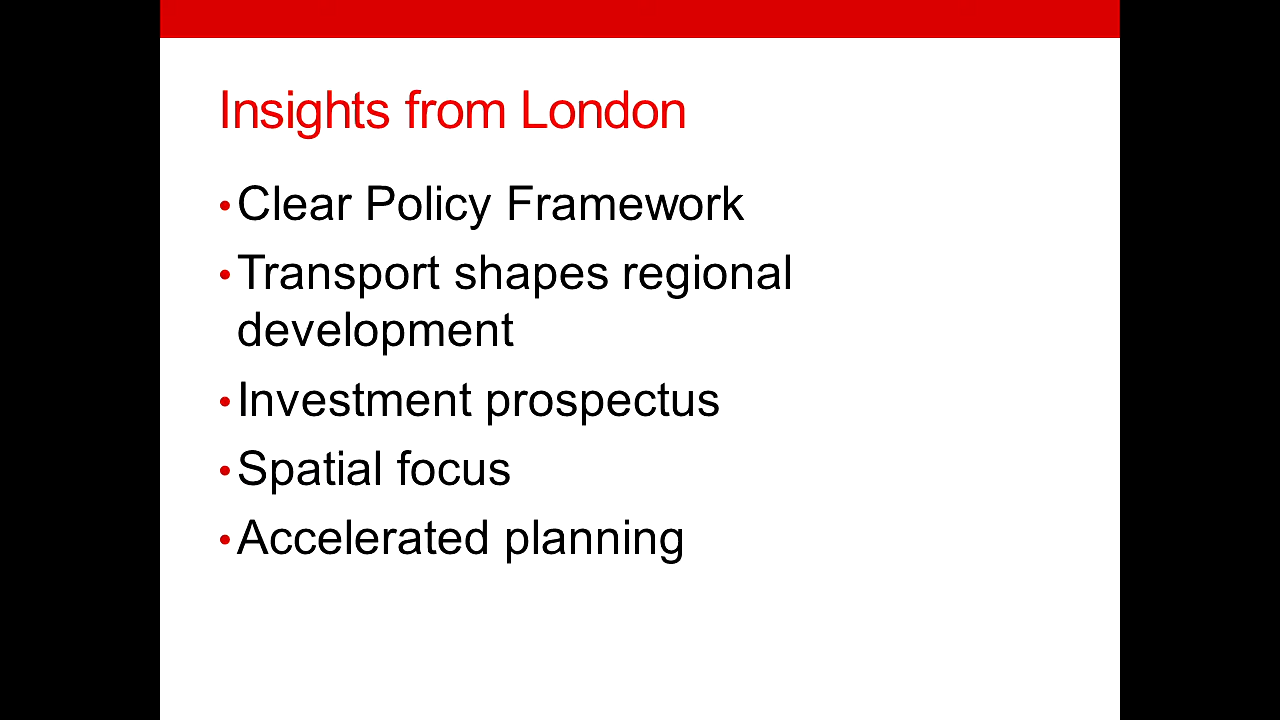 Insights from London
• Clear Policy Framework
• Transport shapes regional
development
• Investment prospectus
• Spatial focus
• Accelerated planning